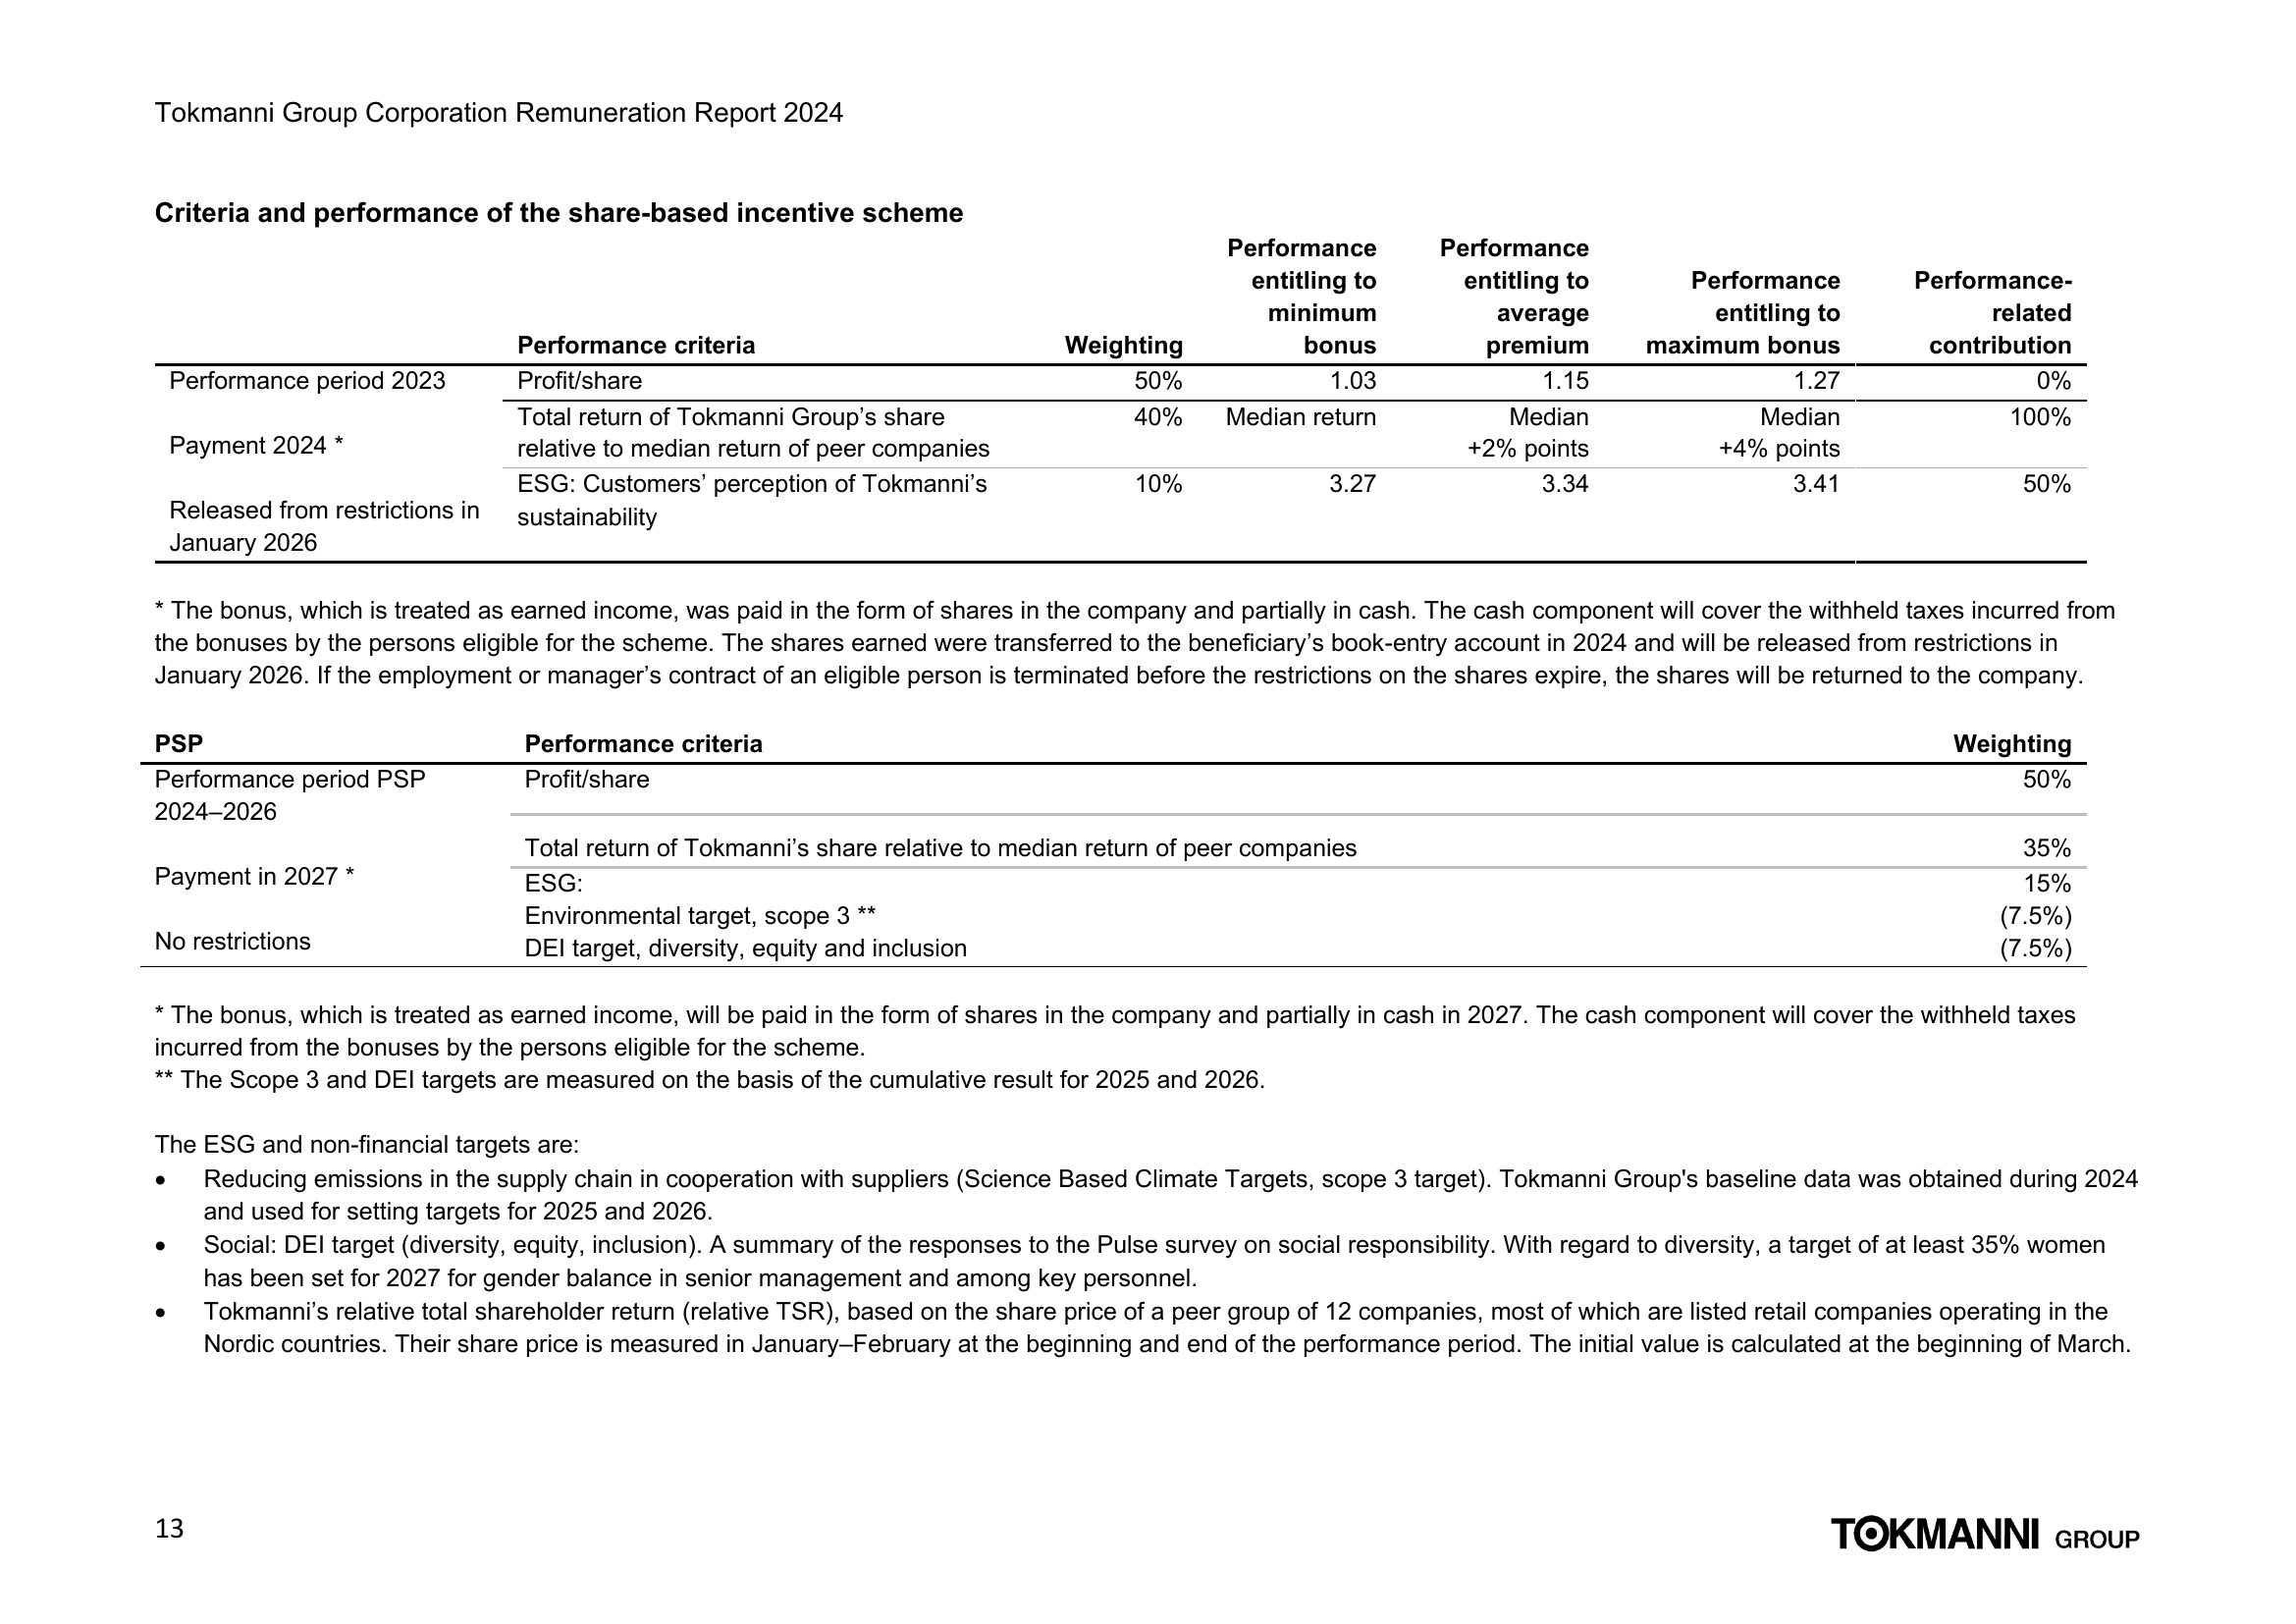 Tokmanni Group Corporation Remuneration Report 2024
Criteria and performance of the share-based incentive scheme
Performance criteria
Weighting
Performance
entitling to
minimum
bonus
Performance
entitling to
average
premium
Performance
entitling to
maximum bonus
Performance-
related
contribution
Performance period 2023
Payment 2024 *
Released from restrictions in
January 2026
Profit/share 50% 1.03 1.15 1.27 0%
Total return of Tokmanni Group’s share 40% Median return Median Median 100%
relative to median return of peer companies +2% points +4% points
ESG: Customers’ perception of Tokmanni’s 10% 3.27 3.34 3.41 50%
sustainability
* The bonus, which is treated as earned income, was paid in the form of shares in the company and partially in cash. The cash component will cover the withheld taxes incurred from
the bonuses by the persons eligible for the scheme. The shares earned were transferred to the beneficiary’s book-entry account in 2024 and will be released from restrictions in
January 2026. If the employment or manager’s contract of an eligible person is terminated before the restrictions on the shares expire, the shares will be returned to the company.
PSP Performance criteria Weighting
Performance period PSP
2024–2026
Payment in 2027 *
No restrictions
Profit/share 50%
Total return of Tokmanni’s share relative to median return of peer companies 35%
ESG: 15%
Environmental target, scope 3 ** (7.5%)
DEI target, diversity, equity and inclusion (7.5%)
* The bonus, which is treated as earned income, will be paid in the form of shares in the company and partially in cash in 2027. The cash component will cover the withheld taxes
incurred from the bonuses by the persons eligible for the scheme.
** The Scope 3 and DEI targets are measured on the basis of the cumulative result for 2025 and 2026.
The ESG and non-financial targets are:
• Reducing emissions in the supply chain in cooperation with suppliers (Science Based Climate Targets, scope 3 target). Tokmanni Group's baseline data was obtained during 2024
and used for setting targets for 2025 and 2026.
• Social: DEI target (diversity, equity, inclusion). A summary of the responses to the Pulse survey on social responsibility. With regard to diversity, a target of at least 35% women
has been set for 2027 for gender balance in senior management and among key personnel.
• Tokmanni’s relative total shareholder return (relative TSR), based on the share price of a peer group of 12 companies, most of which are listed retail companies operating in the
Nordic countries. Their share price is measured in January–February at the beginning and end of the performance period. The initial value is calculated at the beginning of March.
13
TOKMANNI GROUP